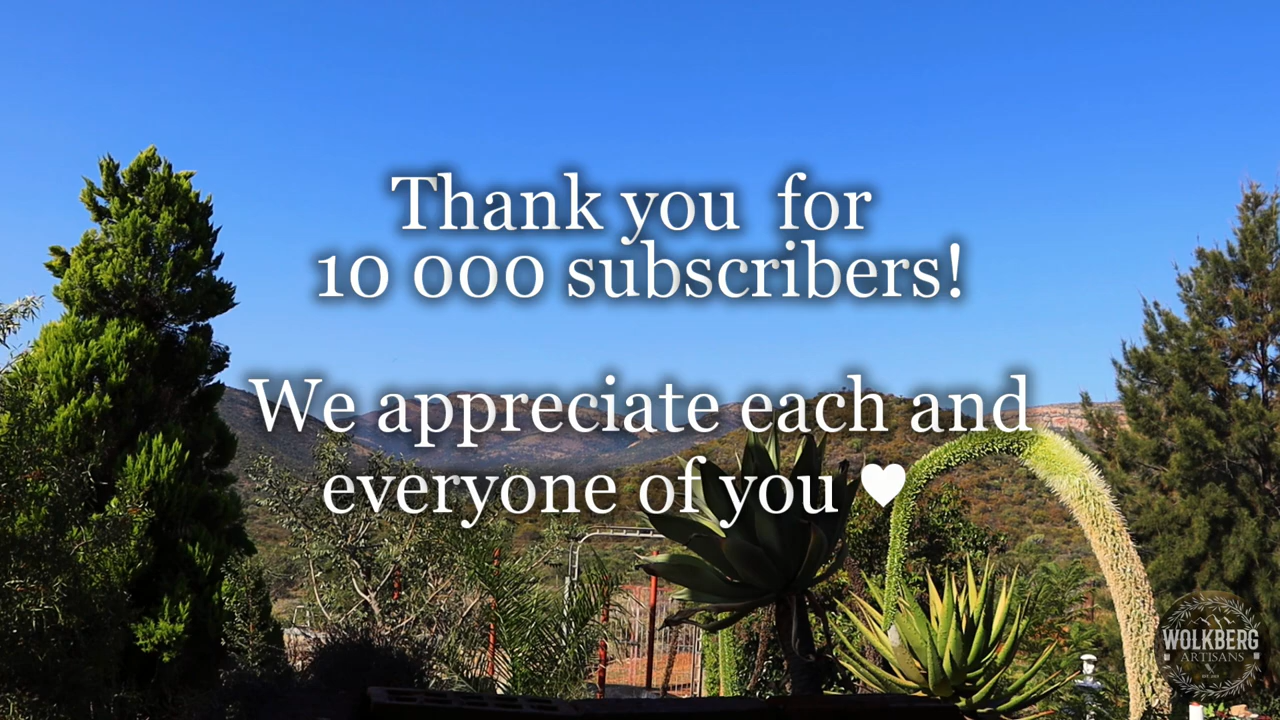 Thank you for
10 000 subscribers!
We appreciate each and
everyone of you ♥
WOLKBERG
ARTISANS